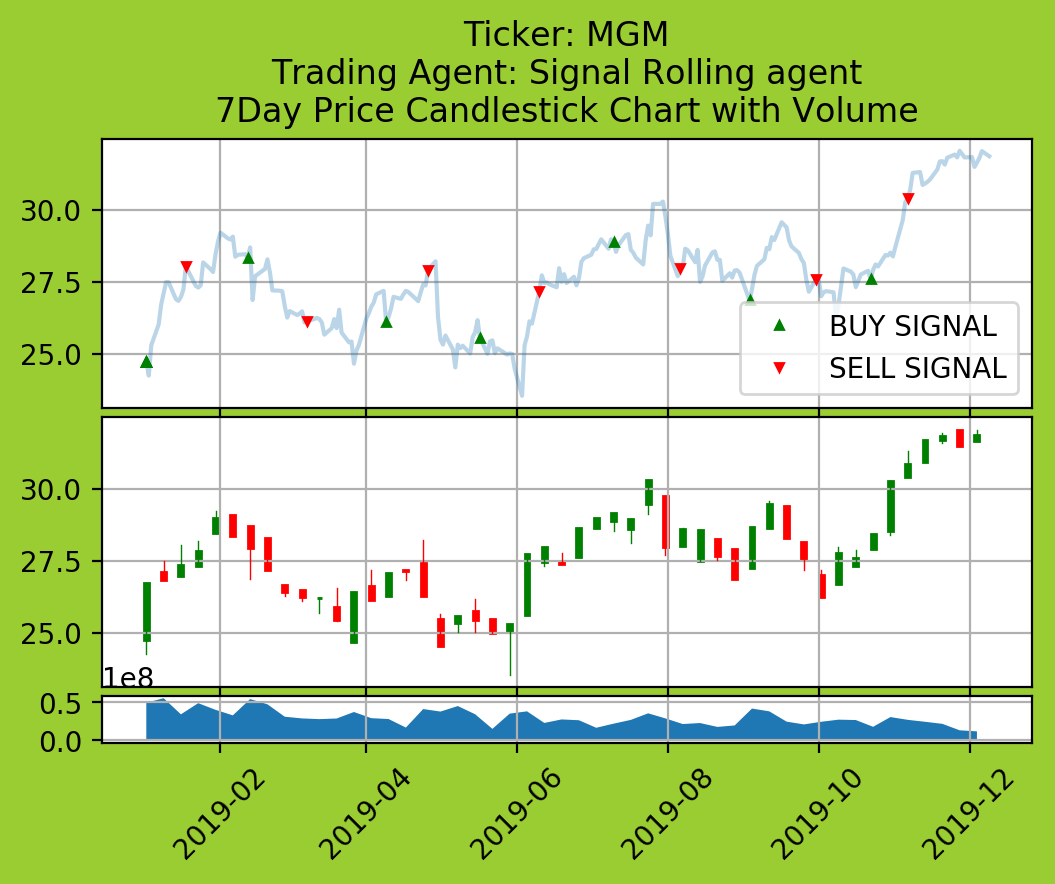 Ticker: MGM
Trading Agent: Signal Rolling agent
7Day Price Candlestick Chart with Volume
30.0
27.5
25.0
BUY SIGNAL
SELL SIGNAL
30.0
27.5
25.0
1e8
0.5
0.0
2019-02
2019-04
2019-06
2019-08
2019-10
2019-12